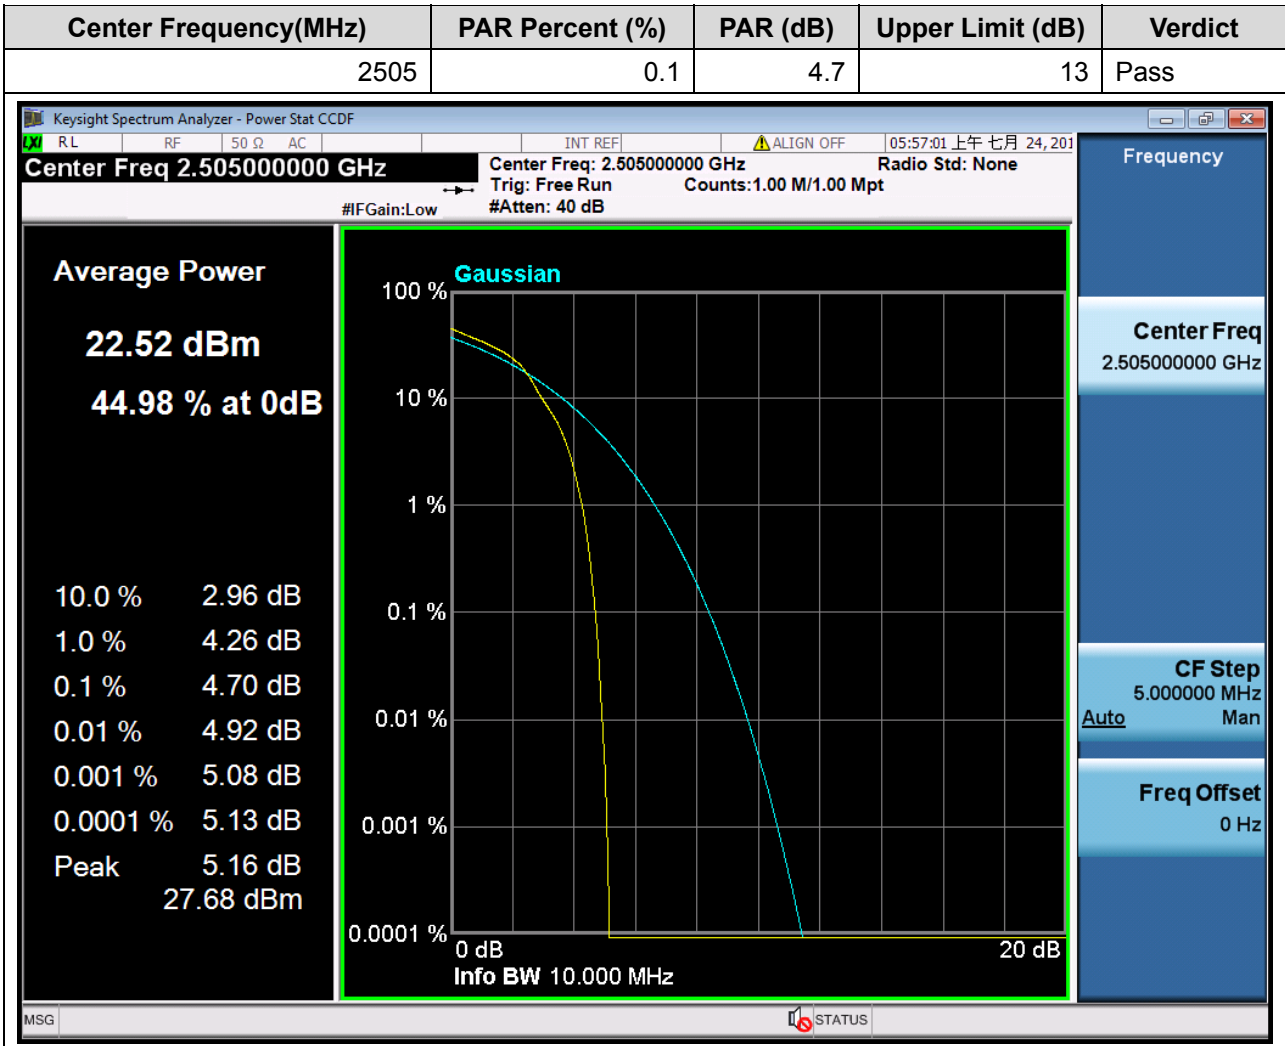 Center Frequency(MHz) PAR Percent (%) PAR (dB) Upper Limit (dB) Verdict
2505 0.1 4.7 13 Pass
Keysight Spectrum Analyzer - Power Stat CCDF
LXI RL RF 50 Ω AC INT REF ALIGN OFF 05:57:01 上午 七月 24, 201
Center Freq 2.505000000 GHz
Center Freq: 2.505000000 GHz Radio Std: None
Trig: Free Run Counts:1.00 M/1.00 Mpt
#IFGain:Low #Atten: 40 dB
Average Power
22.52 dBm
44.98 % at 0dB
10.0 % 2.96 dB
1.0 % 4.26 dB
0.1 % 4.70 dB
0.01 % 4.92 dB
0.001 % 5.08 dB
0.0001 % 5.13 dB
Peak 5.16 dB
27.68 dBm
Gaussian
100 %
10 %
1 %
0.1 %
0.01 %
0.001 %
0.0001 %
0 dB 20 dB
Info BW 10.000 MHz
Frequency
Center Freq
2.505000000 GHz
CF Step
5.000000 MHz
Auto Man
Freq Offset
0 Hz
MSG STATUS